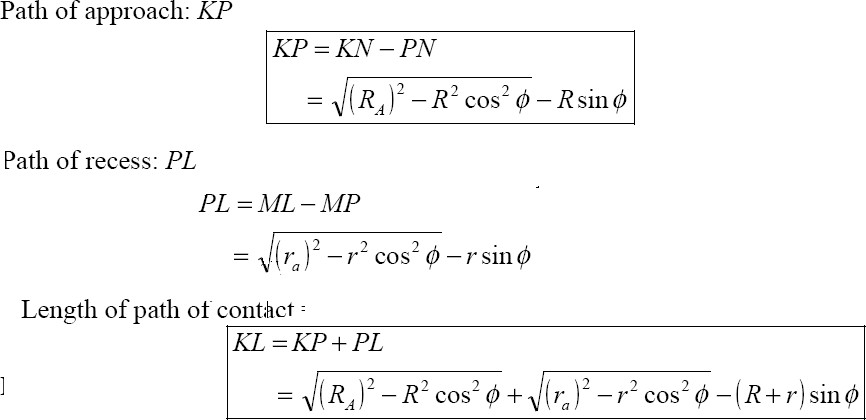 Path of approach: KP
KP = KN − PN
= √((R_A)² − R² cos² ϕ) − R sin ϕ
Path of recess: PL
PL = ML − MP
= √((r_a)² − r² cos² ϕ) − r sin ϕ
Length of path of contact =
KL = KP + PL
= √((R_A)² − R² cos² ϕ) + √((r_a)² − r² cos² ϕ) − (R + r) sin ϕ